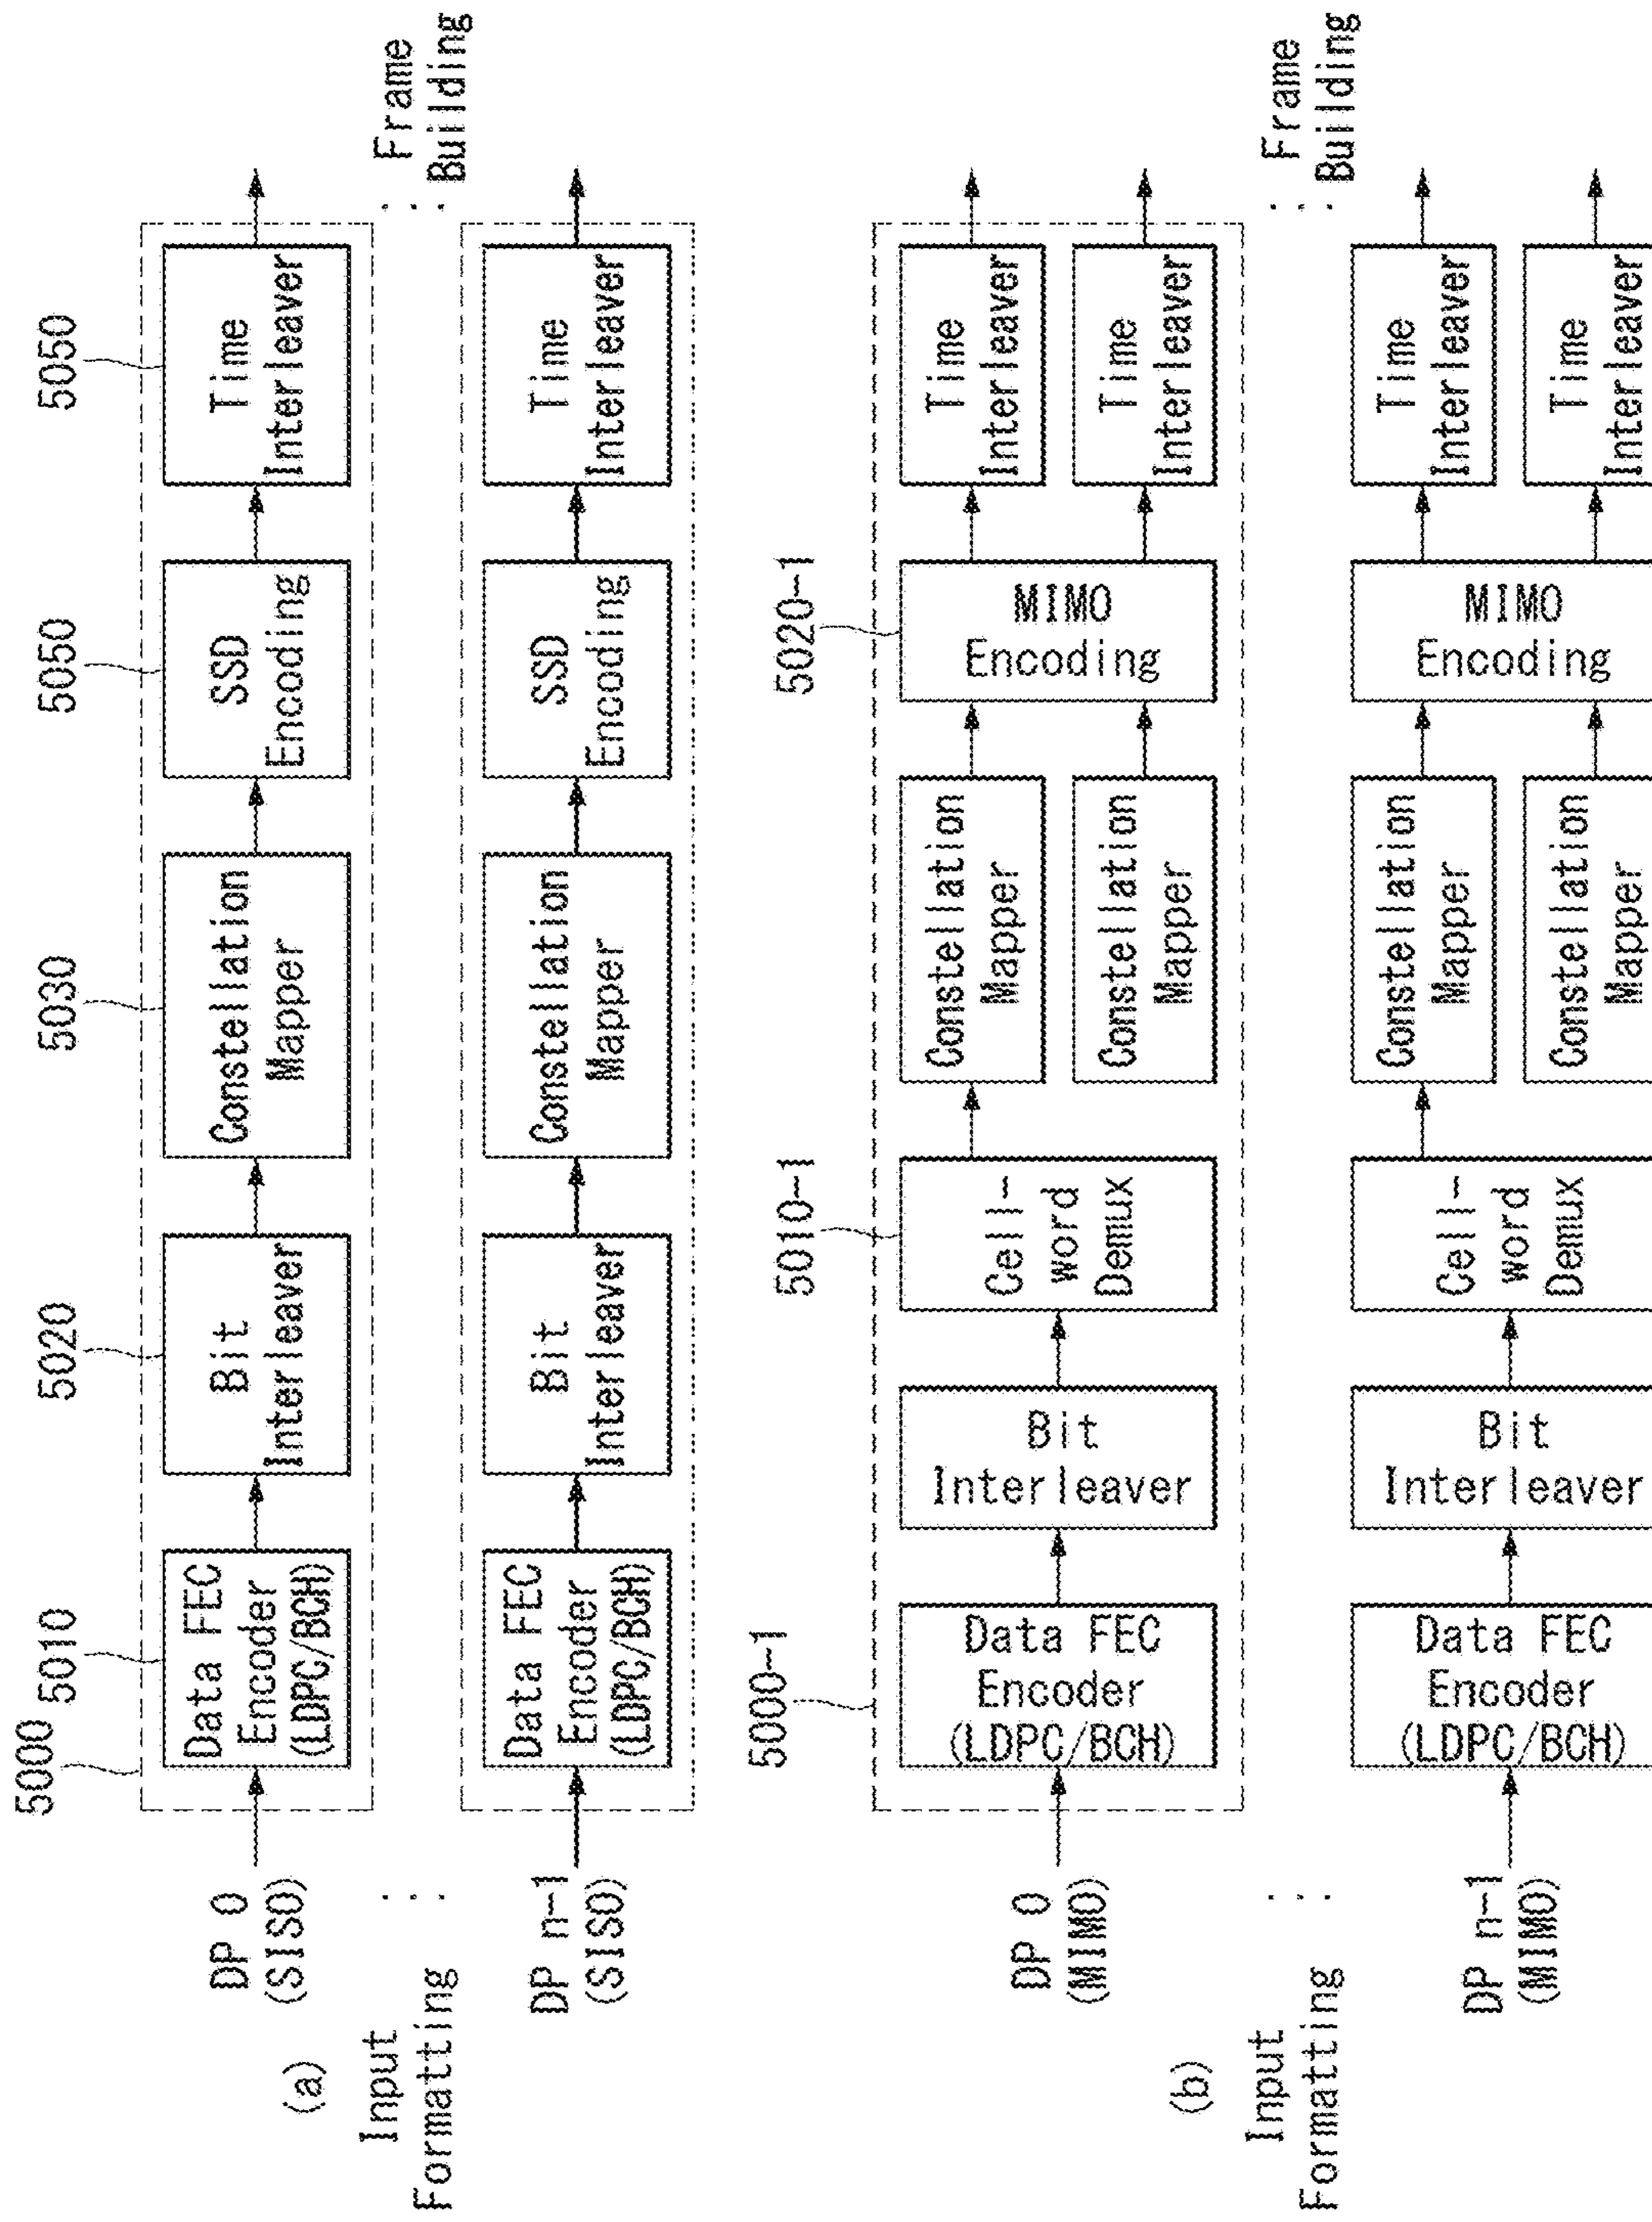 (a)
5000
5010
5020
5030
5050
5050
DP 0
(SISO)
Data FEC
Encoder
(LDPC/BCH)
Bit
Interleaver
Constellation
Mapper
SSD
Encoding
Time
Interleaver
Input
Formatting
Frame
Building
DP n-1
(SISO)
Data FEC
Encoder
(LDPC/BCH)
Bit
Interleaver
Constellation
Mapper
SSD
Encoding
Time
Interleaver
(b)
5000-1
5010-1
5020-1
DP 0
(MIMO)
Data FEC
Encoder
(LDPC/BCH)
Bit
Interleaver
Cell-
word
Demux
Constellation
Mapper
Constellation
Mapper
MIMO
Encoding
Time
Interleaver
Time
Interleaver
Input
Formatting
Frame
Building
DP n-1
(MIMO)
Data FEC
Encoder
(LDPC/BCH)
Bit
Interleaver
Cell-
word
Demux
Constellation
Mapper
Constellation
Mapper
MIMO
Encoding
Time
Interleaver
Time
Interleaver